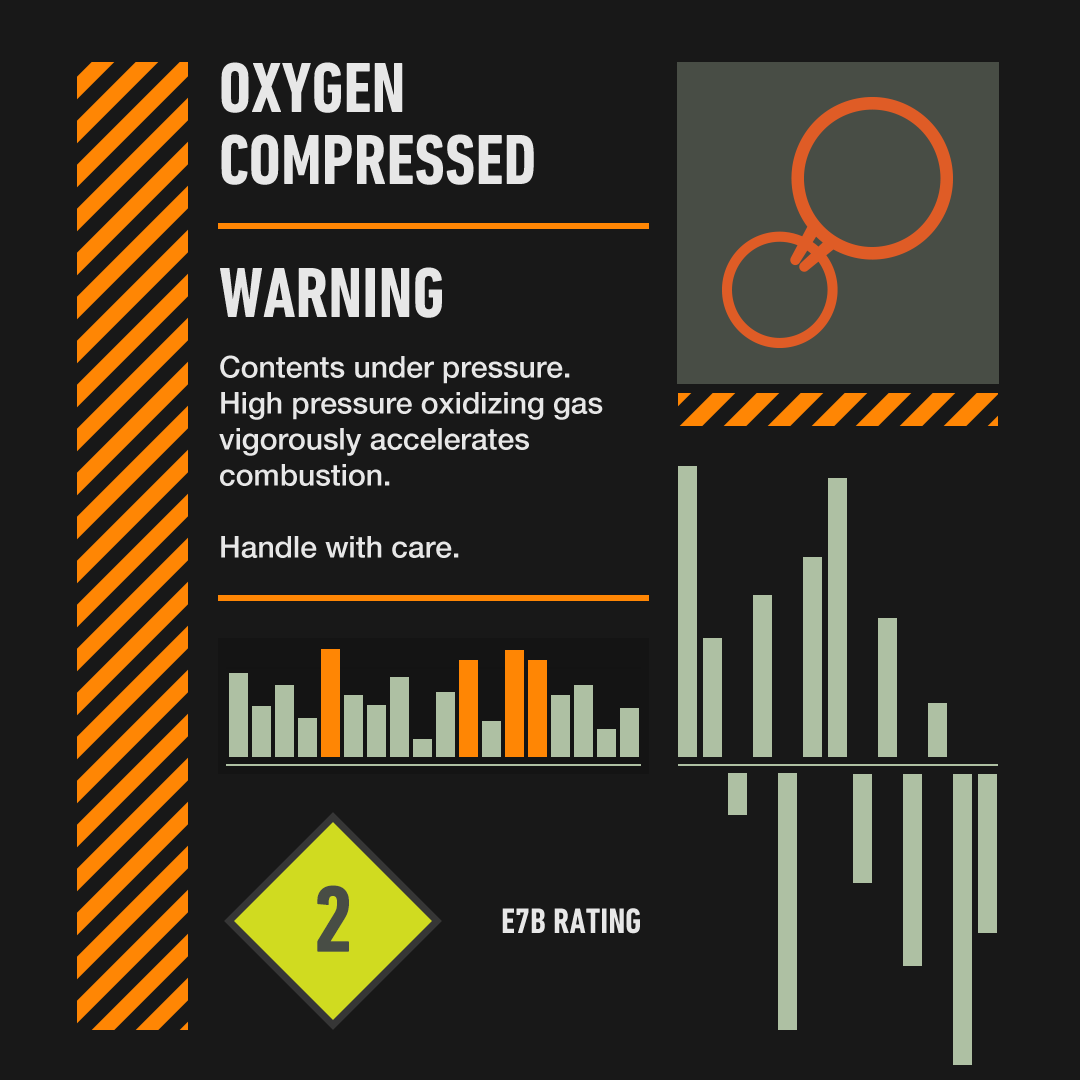 OXYGEN
COMPRESSED
WARNING
Contents under pressure.
High pressure oxidizing gas
vigorously accelerates
combustion.
Handle with care.
2
E7B RATING